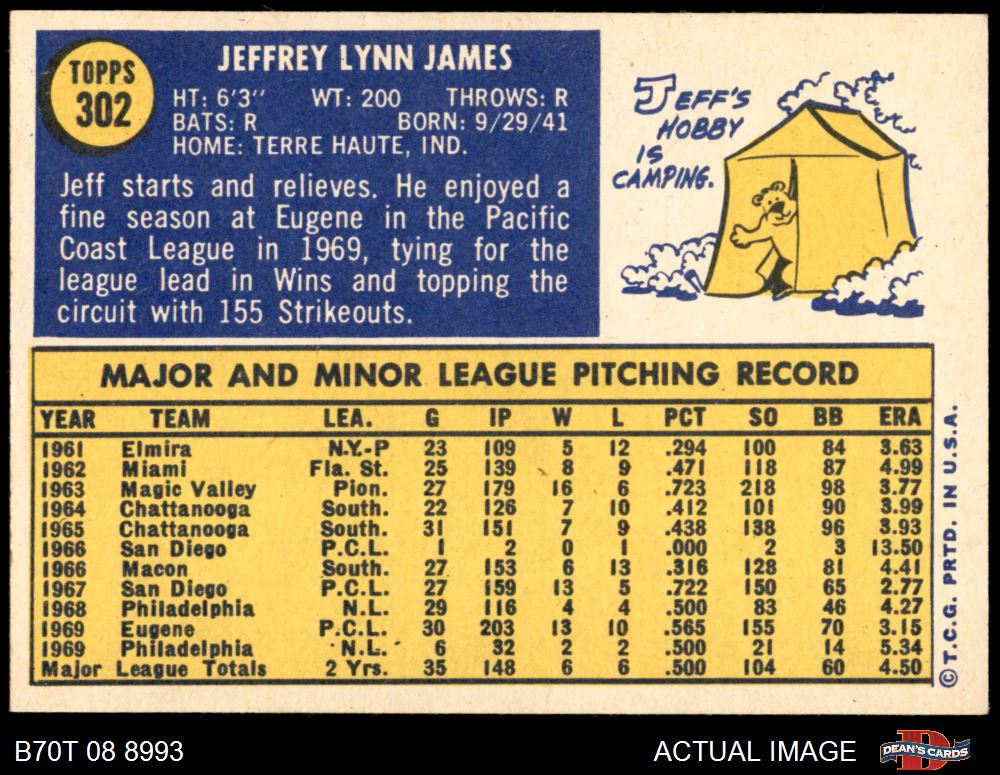 TOPPS
302
JEFFREY LYNN JAMES
HT: 6'3" WT: 200 THROWS: R
BATS: R BORN: 9/29/41
HOME: TERRE HAUTE, IND.
Jeff starts and relieves. He enjoyed a
fine season at Eugene in the Pacific
Coast League in 1969, tying for the
league lead in Wins and topping the
circuit with 155 Strikeouts.
JEFF'S
HOBBY
IS
CAMPING.
MAJOR AND MINOR LEAGUE PITCHING RECORD
YEAR TEAM LEA. G IP W L PCT SO BB ERA
1961 Elmira N.Y.-P 23 109 5 12 .294 100 84 3.63
1962 Miami Fla. St. 25 139 8 9 .471 118 87 4.99
1963 Magic Valley Pion. 27 179 16 6 .723 218 98 3.77
1964 Chattanooga South. 22 126 7 10 .412 101 90 3.99
1965 Chattanooga South. 31 151 7 9 .438 138 96 3.93
1966 San Diego P.C.L. 1 2 0 1 .000 2 3 13.50
1966 Macon South. 27 153 6 13 .316 128 81 4.41
1967 San Diego P.C.L. 27 159 13 5 .722 150 65 2.77
1968 Philadelphia N.L. 29 116 4 4 .500 83 46 4.27
1969 Eugene P.C.L. 30 203 13 10 .565 155 70 3.15
1969 Philadelphia N.L. 6 32 2 2 .500 21 14 5.34
Major League Totals 2 Yrs. 35 148 6 6 .500 104 60 4.50
© T.C.G. PRTD. IN U.S.A.
B70T 08 8993
ACTUAL IMAGE
DEAN'S CARDS